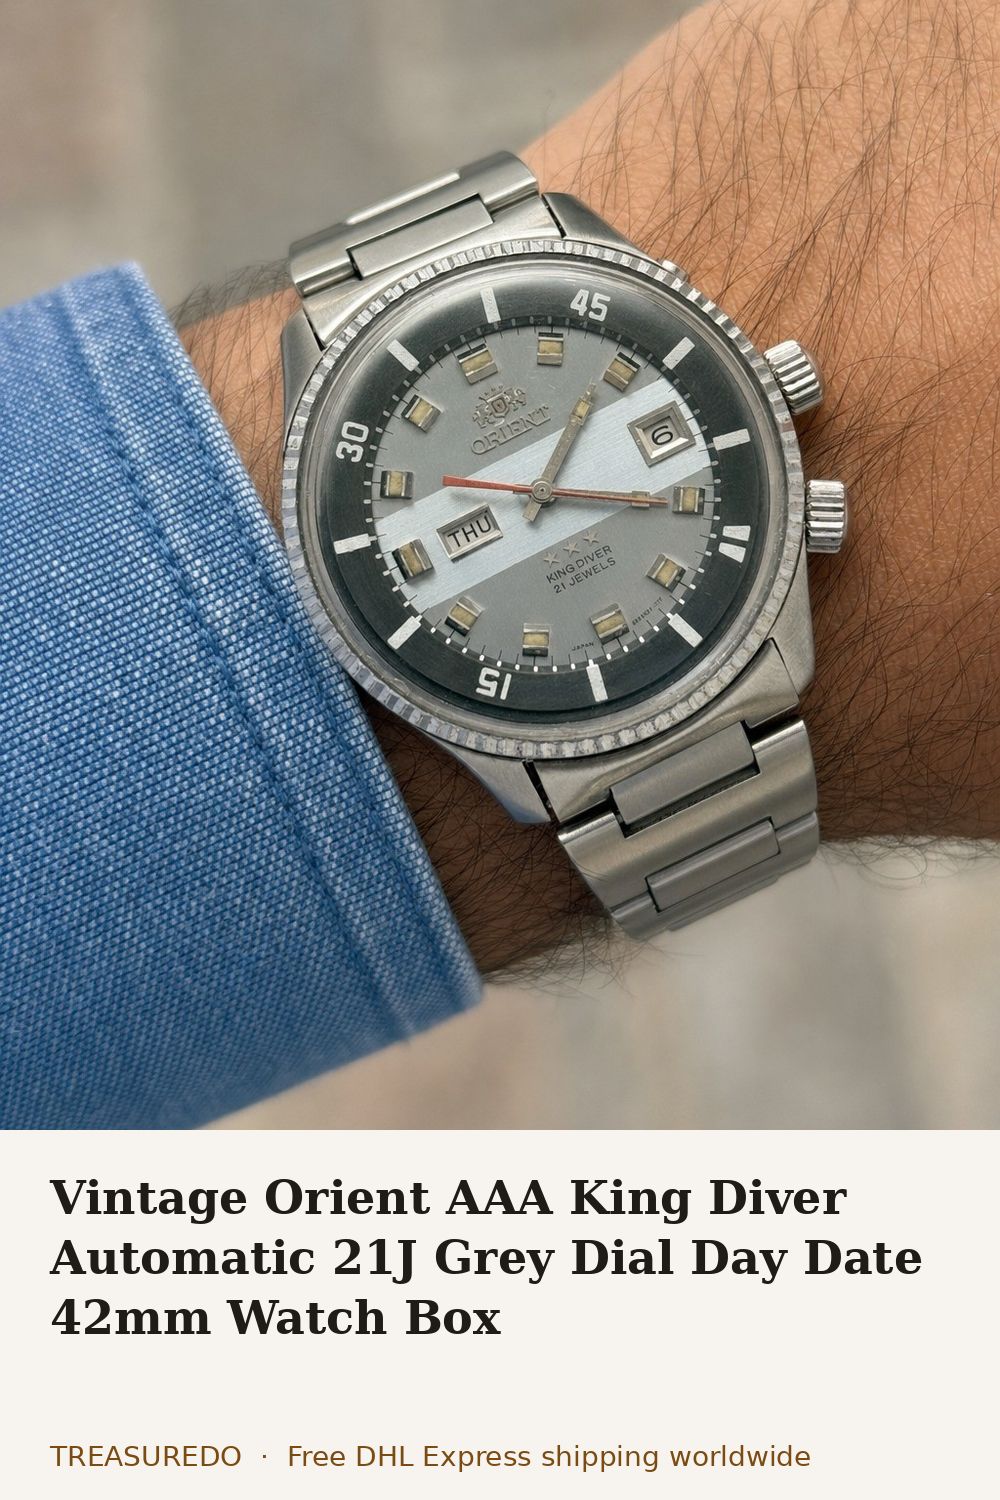 45
30
15
ORIENT
6
THU
KING DIVER
21 JEWELS
JAPAN
Vintage Orient AAA King Diver
Automatic 21J Grey Dial Day Date
42mm Watch Box
TREASUREDO · Free DHL Express shipping worldwide